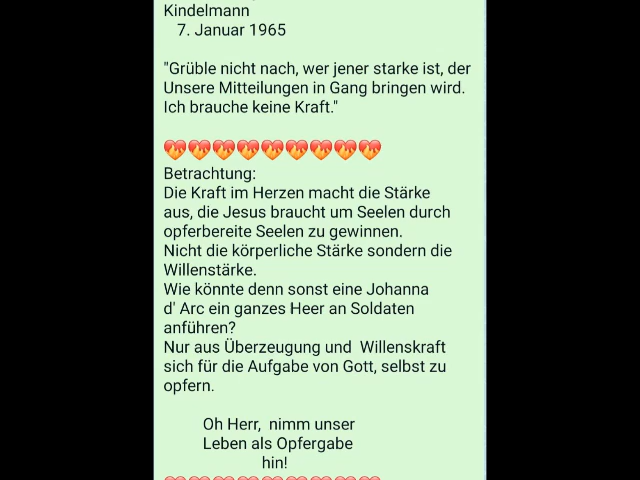 Kindelmann
7. Januar 1965
"Grüble nicht nach, wer jener starke ist, der
Unsere Mitteilungen in Gang bringen wird.
Ich brauche keine Kraft."
Betrachtung:
Die Kraft im Herzen macht die Stärke
aus, die Jesus braucht um Seelen durch
opferbereite Seelen zu gewinnen.
Nicht die körperliche Stärke sondern die
Willenstärke.
Wie könnte denn sonst eine Johanna
d' Arc ein ganzes Heer an Soldaten
anführen?
Nur aus Überzeugung und  Willenskraft
sich für die Aufgabe von Gott, selbst zu
opfern.
Oh Herr,  nimm unser
Leben als Opfergabe
hin!